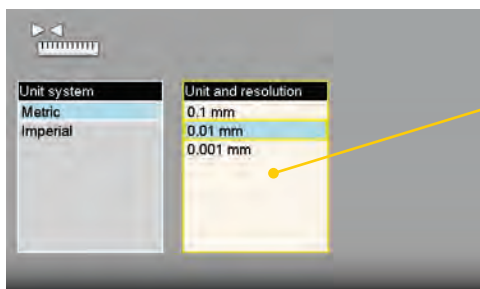 Unit system
Metric
Imperial
Unit and resolution
0.1 mm
0.01 mm
0.001 mm